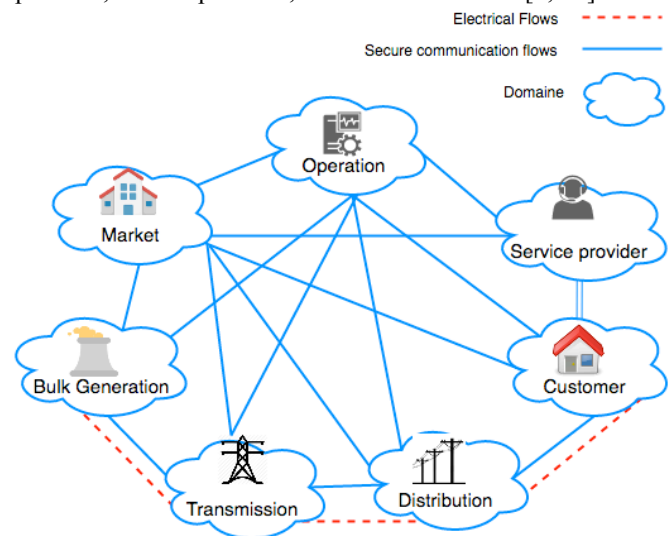 Electrical Flows
Secure communication flows
Domaine
Operation
Market
Service provider
Bulk Generation
Customer
Transmission
Distribution